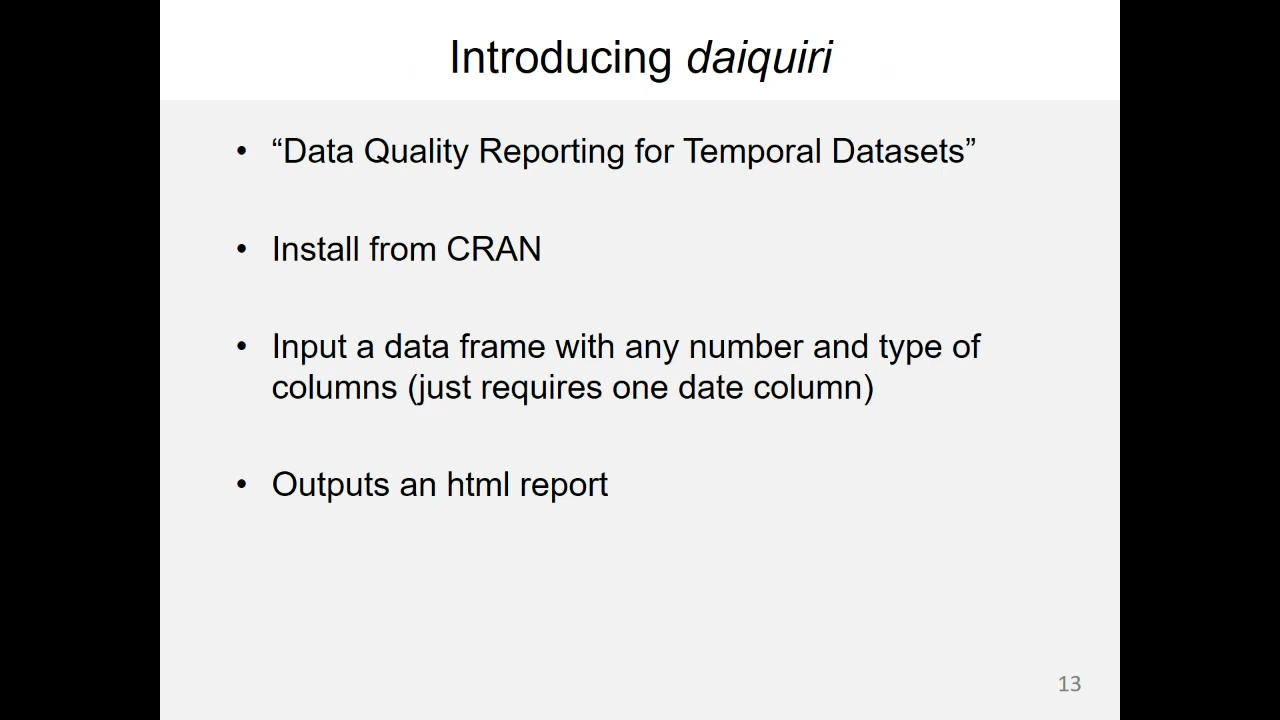 Introducing daiquiri
• “Data Quality Reporting for Temporal Datasets”
• Install from CRAN
• Input a data frame with any number and type of
columns (just requires one date column)
• Outputs an html report
13